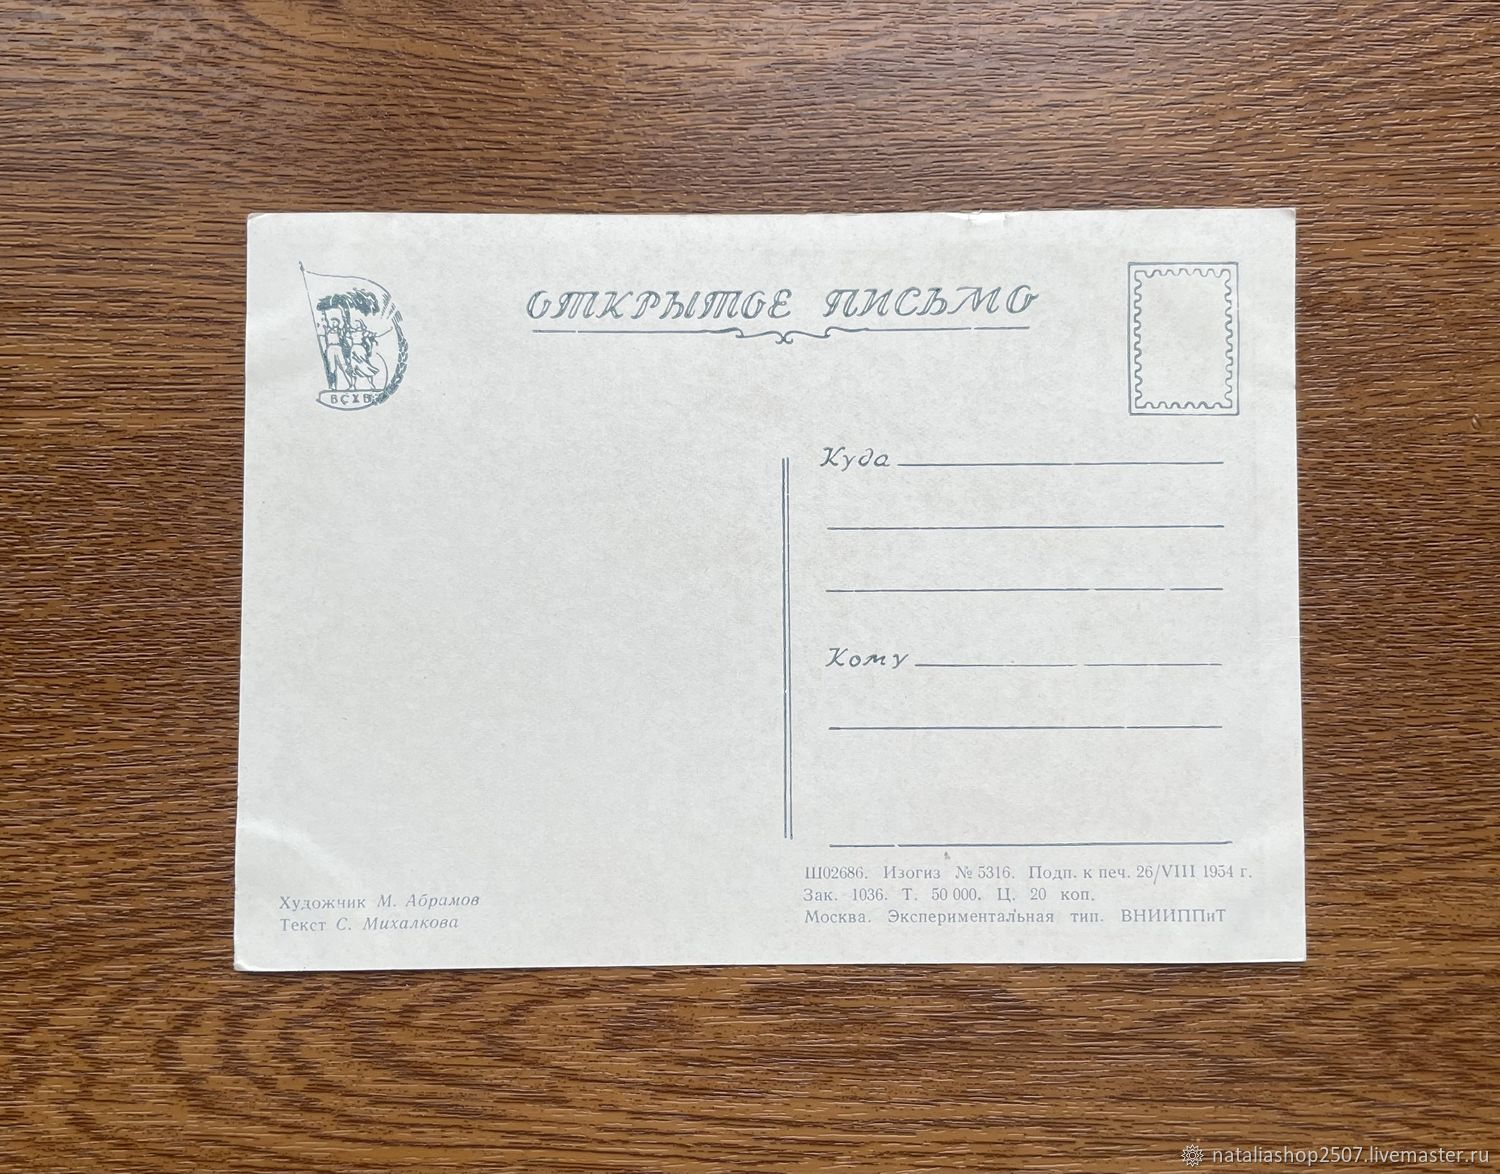 ОТКРЫТОЕ ПИСЬМО
ВСХВ
Куда
Кому
Ш02686. Изогиз № 5316. Подп. к печ. 26/VIII 1954 г.
Зак. 1036. Т. 50 000. Ц. 20 коп.
Москва. Экспериментальная тип. ВНИИППиТ
Художчик М. Абрамов
Текст С. Михалкова
nataliashop2507.livemaster.ru